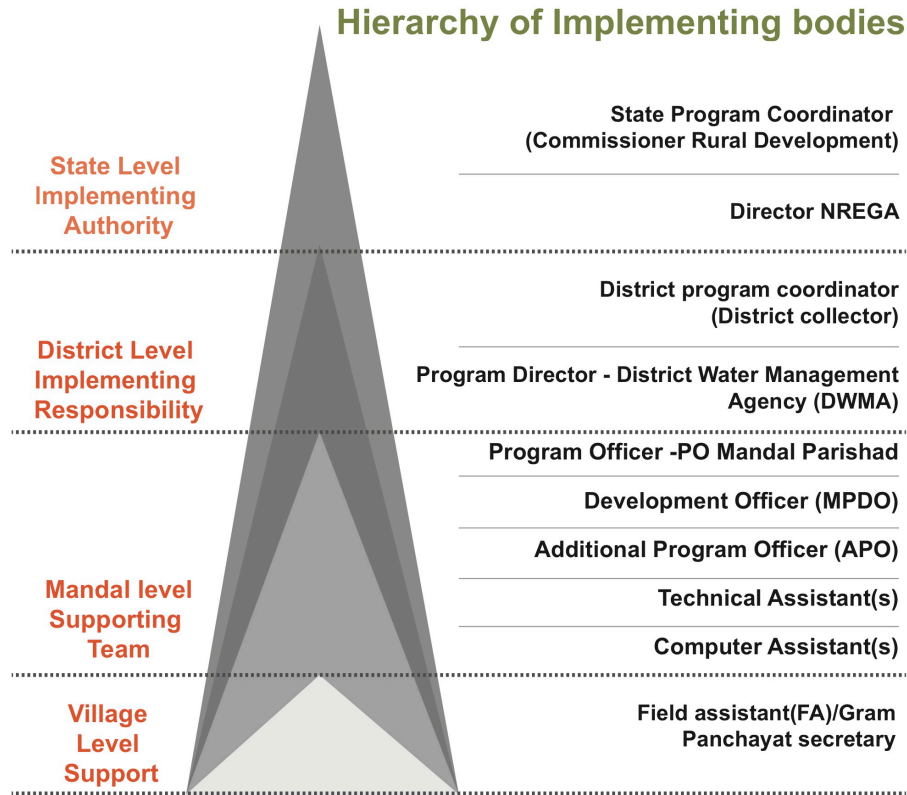 Hierarchy of Implementing bodies
State Level
Implementing
Authority
State Program Coordinator
(Commissioner Rural Development)
Director NREGA
District Level
Implementing
Responsibility
District program coordinator
(District collector)
Program Director - District Water Management
Agency (DWMA)
Mandal level
Supporting
Team
Program Officer -PO Mandal Parishad
Development Officer (MPDO)
Additional Program Officer (APO)
Technical Assistant(s)
Computer Assistant(s)
Village
Level
Support
Field assistant(FA)/Gram
Panchayat secretary